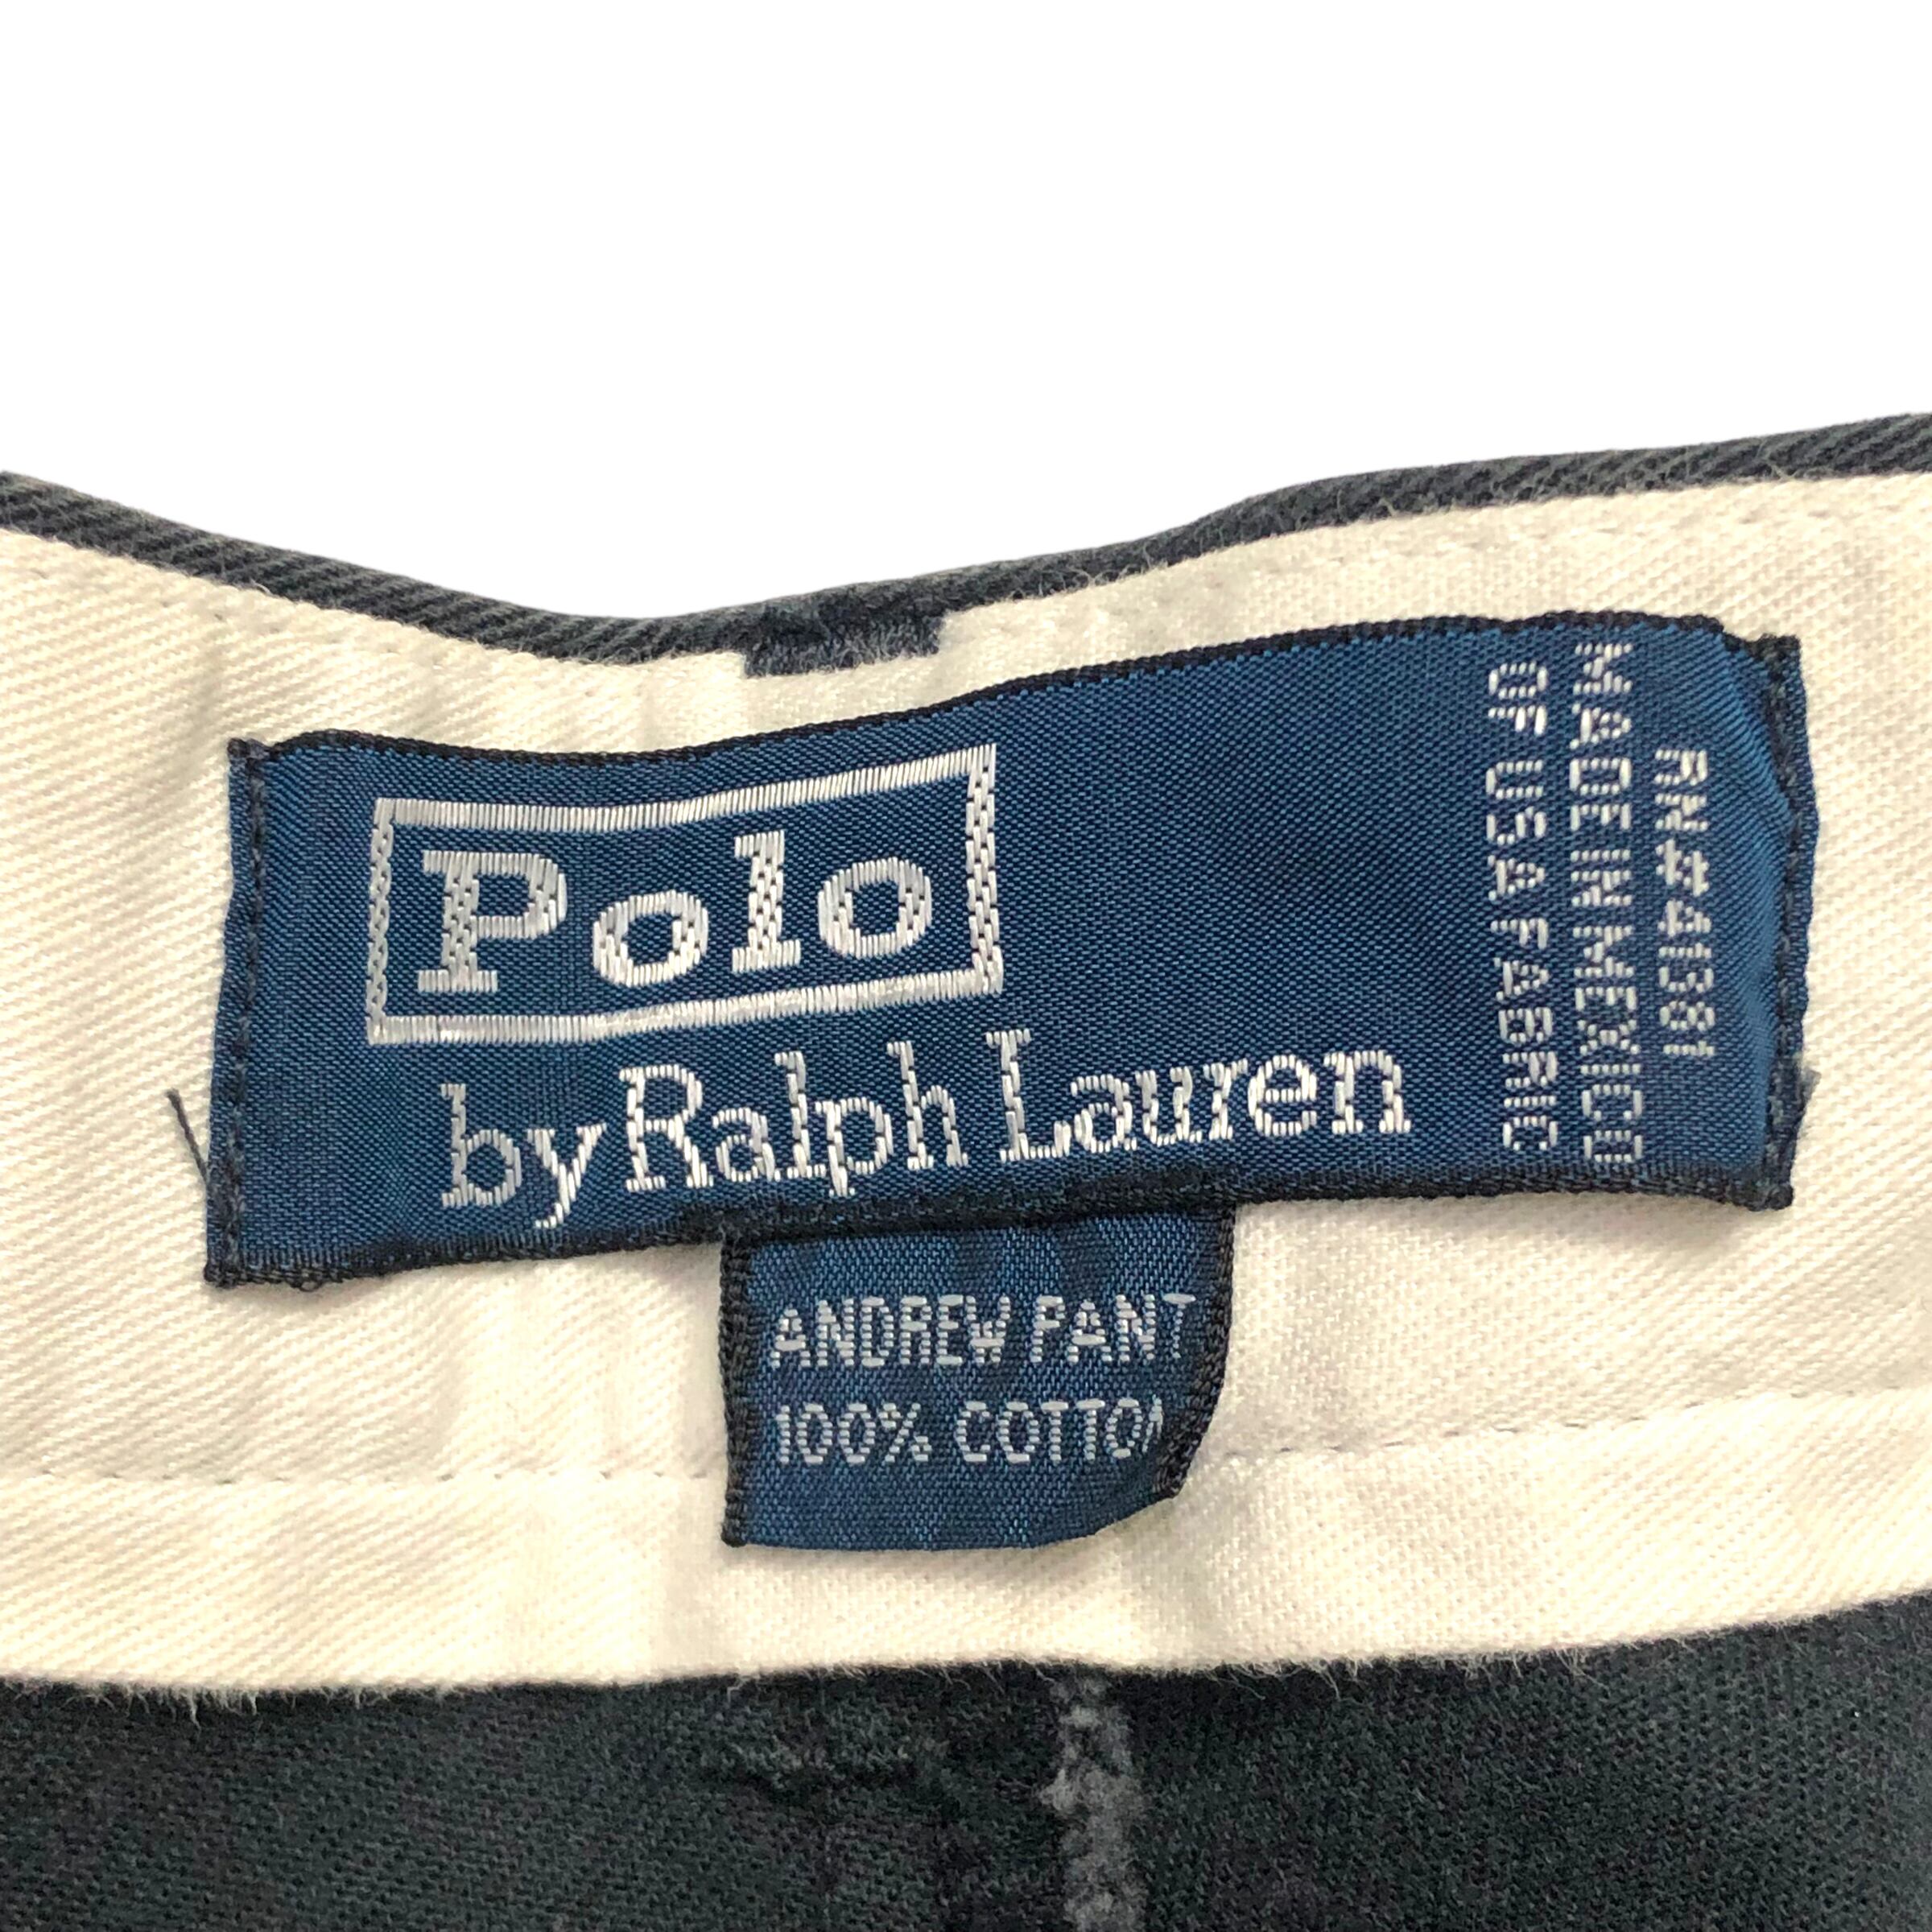 Polo
by Ralph Lauren
RN#41381
MADE IN MEXICO
OF USA FABRIC
ANDREW PANT
100% COTTON